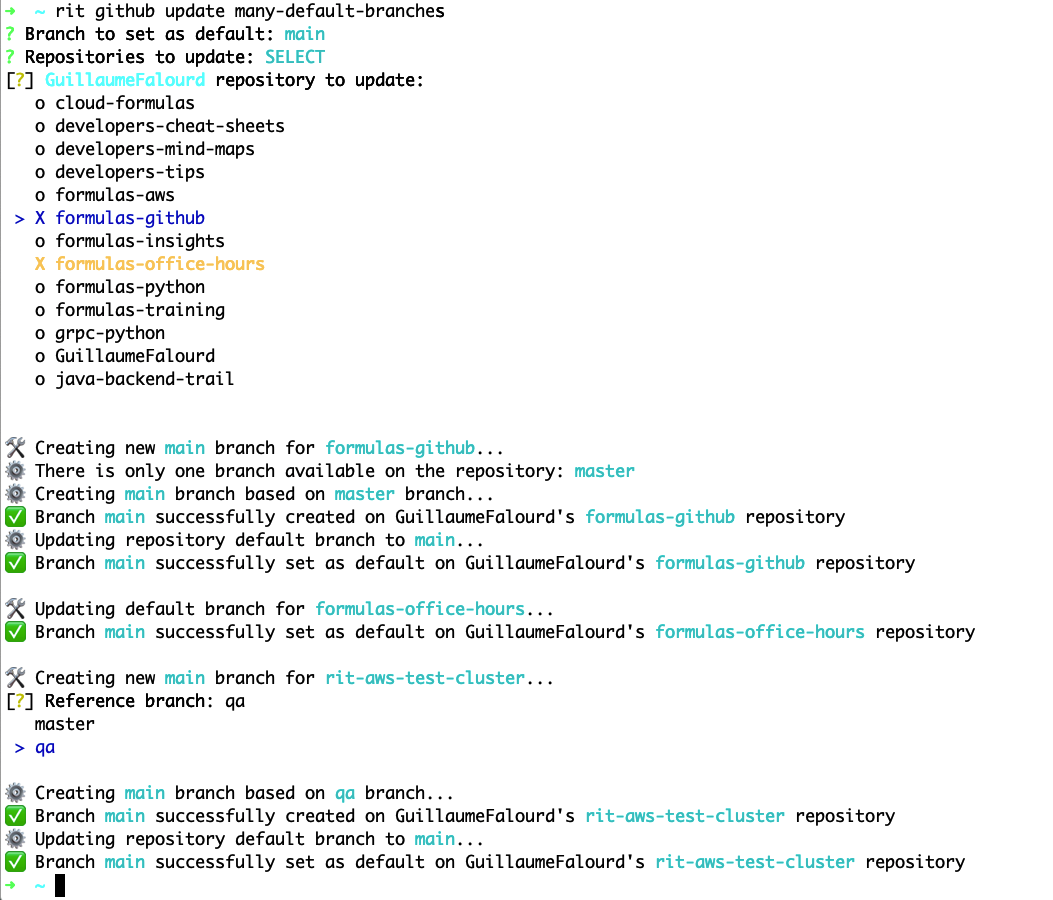 ➜ ~ rit github update many-default-branches
? Branch to set as default: main
? Repositories to update: SELECT
[?] GuillaumeFalourd repository to update:
o cloud-formulas
o developers-cheat-sheets
o developers-mind-maps
o developers-tips
o formulas-aws
> X formulas-github
o formulas-insights
X formulas-office-hours
o formulas-python
o formulas-training
o grpc-python
o GuillaumeFalourd
o java-backend-trail
🛠 Creating new main branch for formulas-github...
⚙ There is only one branch available on the repository: master
⚙ Creating main branch based on master branch...
✅ Branch main successfully created on GuillaumeFalourd's formulas-github repository
⚙ Updating repository default branch to main...
✅ Branch main successfully set as default on GuillaumeFalourd's formulas-github repository
🛠 Updating default branch for formulas-office-hours...
✅ Branch main successfully set as default on GuillaumeFalourd's formulas-office-hours repository
🛠 Creating new main branch for rit-aws-test-cluster...
[?] Reference branch: qa
master
> qa
⚙ Creating main branch based on qa branch...
✅ Branch main successfully created on GuillaumeFalourd's rit-aws-test-cluster repository
⚙ Updating repository default branch to main...
✅ Branch main successfully set as default on GuillaumeFalourd's rit-aws-test-cluster repository
➜ ~